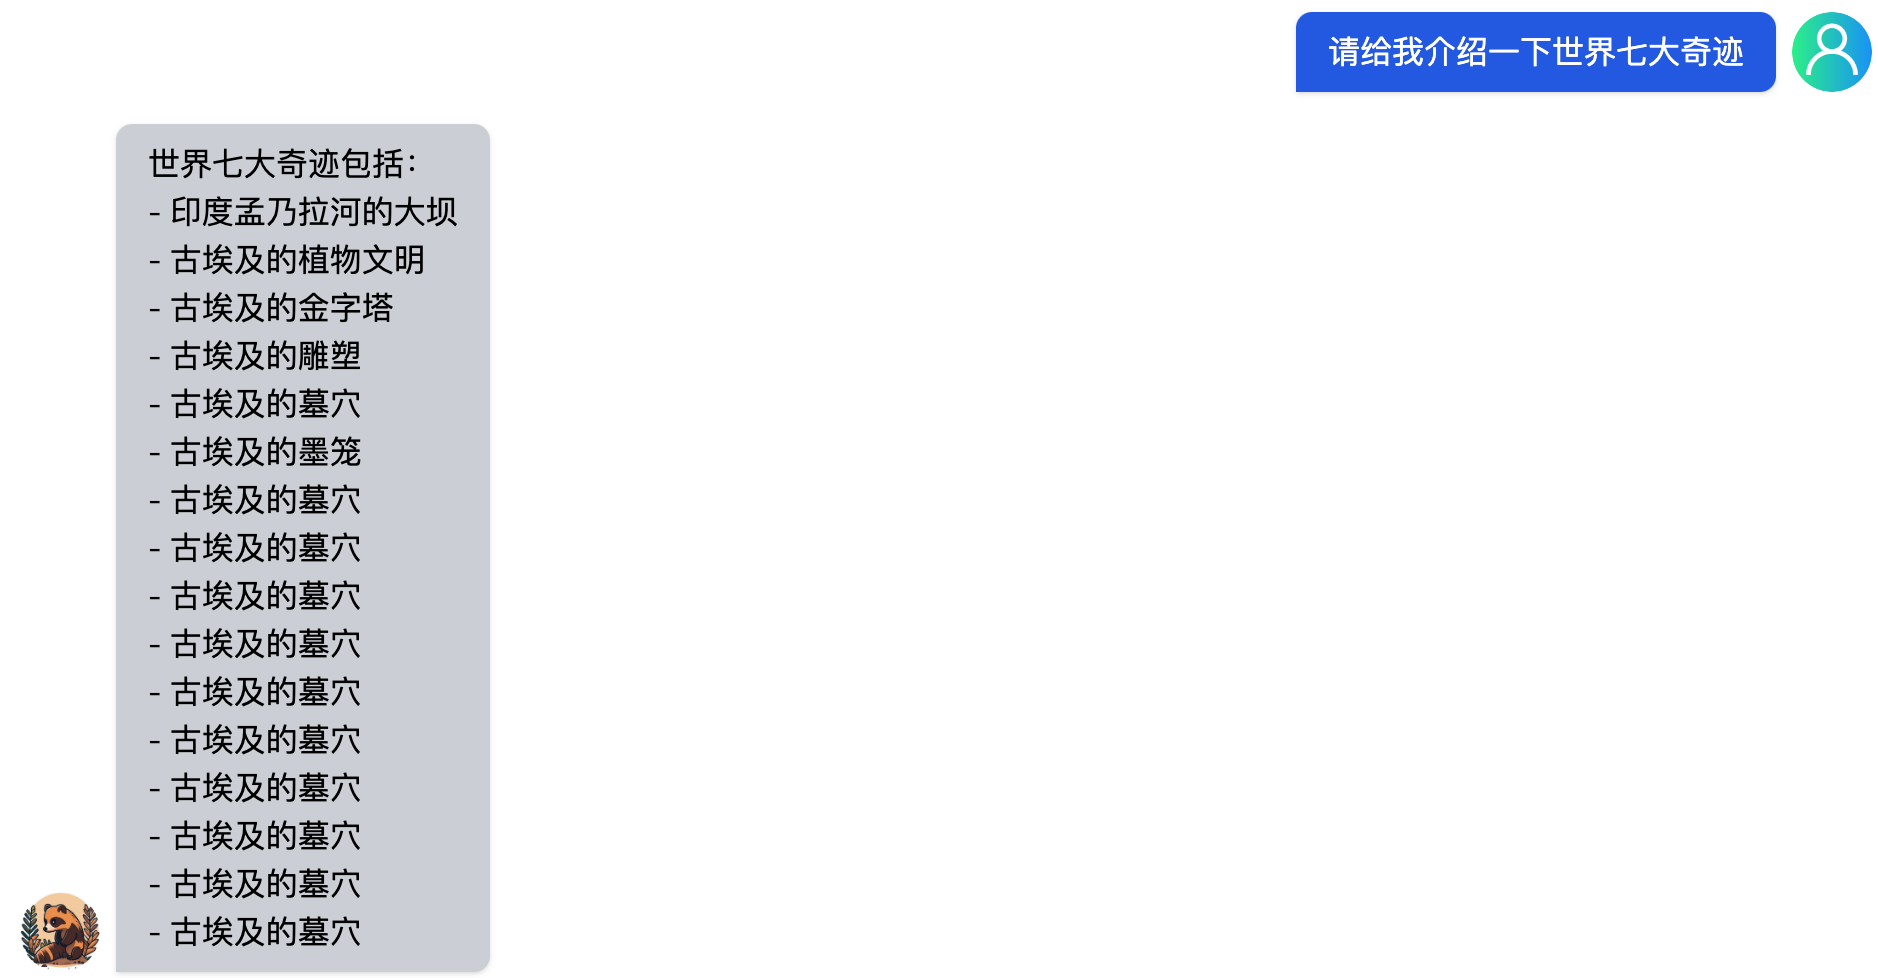 请给我介绍一下世界七大奇迹
世界七大奇迹包括：
- 印度孟乃拉河的大坝
- 古埃及的植物文明
- 古埃及的金字塔
- 古埃及的雕塑
- 古埃及的墓穴
- 古埃及的墨笼
- 古埃及的墓穴
- 古埃及的墓穴
- 古埃及的墓穴
- 古埃及的墓穴
- 古埃及的墓穴
- 古埃及的墓穴
- 古埃及的墓穴
- 古埃及的墓穴
- 古埃及的墓穴
- 古埃及的墓穴